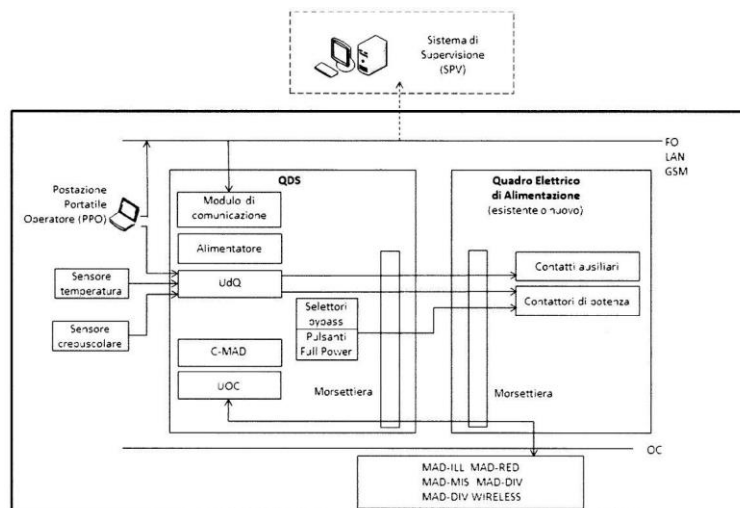 Sistema di
Supervisione
(SPV)
FO
LAN
GSM
QDS
Quadro Elettrico
di Alimentazione
(esistente o nuovo)
Postazione
Portatile
Operatore (PPO)
Modulo di
comunicazione
Alimentatore
Sensore
temperatura
UdQ
Contatti ausiliari
Contattori di potenza
Selettori
bypass
Pulsanti
Full Power
Sensore
crepuscolare
C-MAD
UOC
Morsettiera
Morsettiera
OC
MAD-ILL MAD-RED
MAD-MIS MAD-DIV
MAD-DIV WIRELESS